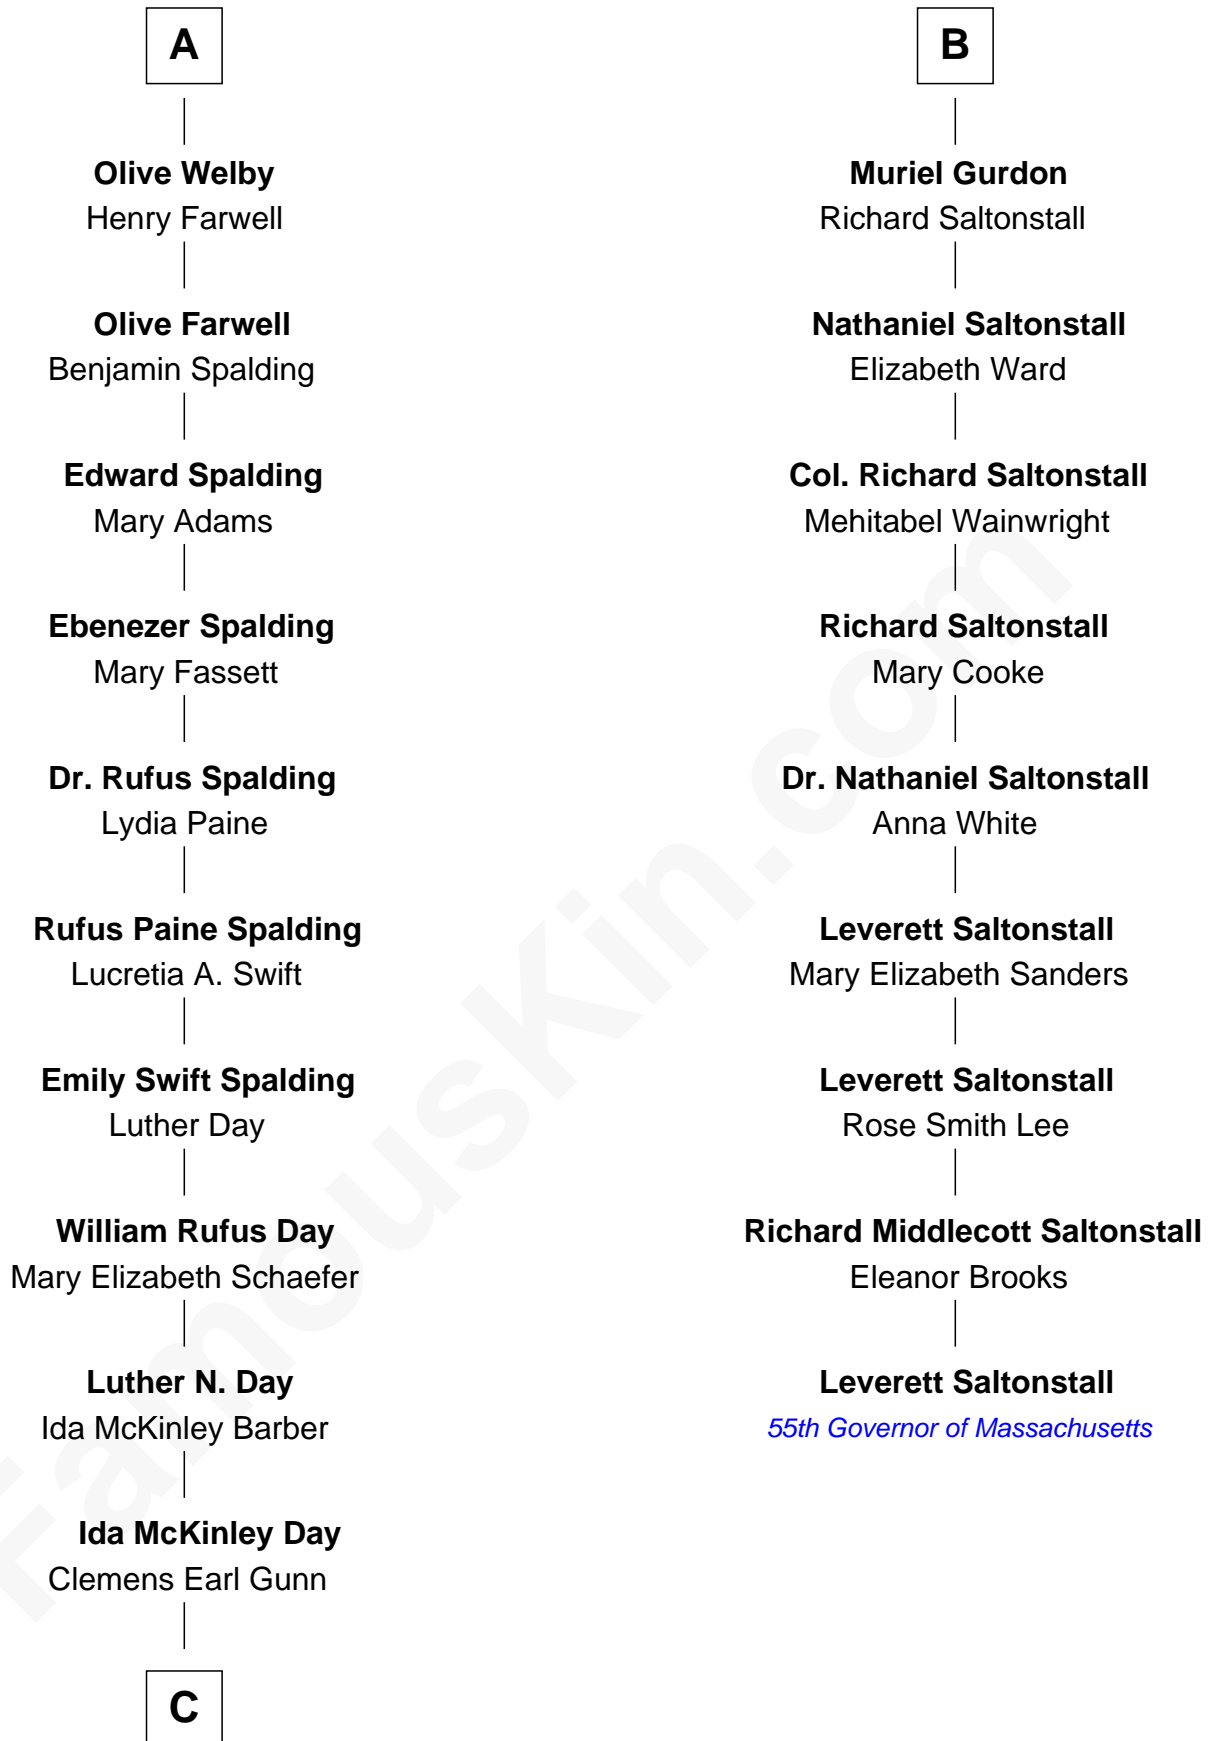 A
Olive Welby
Henry Farwell
Olive Farwell
Benjamin Spalding
Edward Spalding
Mary Adams
Ebenezer Spalding
Mary Fassett
Dr. Rufus Spalding
Lydia Paine
Rufus Paine Spalding
Lucretia A. Swift
Emily Swift Spalding
Luther Day
William Rufus Day
Mary Elizabeth Schaefer
Luther N. Day
Ida McKinley Barber
Ida McKinley Day
Clemens Earl Gunn
C
B
Muriel Gurdon
Richard Saltonstall
Nathaniel Saltonstall
Elizabeth Ward
Col. Richard Saltonstall
Mehitabel Wainwright
Richard Saltonstall
Mary Cooke
Dr. Nathaniel Saltonstall
Anna White
Leverett Saltonstall
Mary Elizabeth Sanders
Leverett Saltonstall
Rose Smith Lee
Richard Middlecott Saltonstall
Eleanor Brooks
Leverett Saltonstall
55th Governor of Massachusetts
FamousKin.com